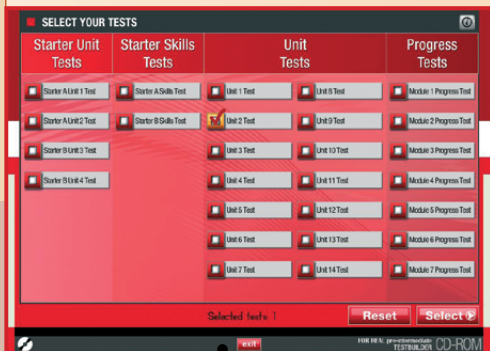 SELECT YOUR TESTS
Starter Unit Tests
Starter Skills Tests
Unit Tests
Progress Tests
Starter A Unit 1 Test
Starter A Skills Test
Unit 1 Test
Unit 8 Test
Module 1 Progress Test
Starter A Unit 2 Test
Starter B Skills Test
Unit 2 Test
Unit 9 Test
Module 2 Progress Test
Starter B Unit 3 Test
Unit 3 Test
Unit 10 Test
Module 3 Progress Test
Starter B Unit 4 Test
Unit 4 Test
Unit 11 Test
Module 4 Progress Test
Unit 5 Test
Unit 12 Test
Module 5 Progress Test
Unit 6 Test
Unit 13 Test
Module 6 Progress Test
Unit 7 Test
Unit 14 Test
Module 7 Progress Test
Selected tests 1
Reset
Select
exit
FOR REAL pre-intermediate
TESTBUILDER CD-ROM